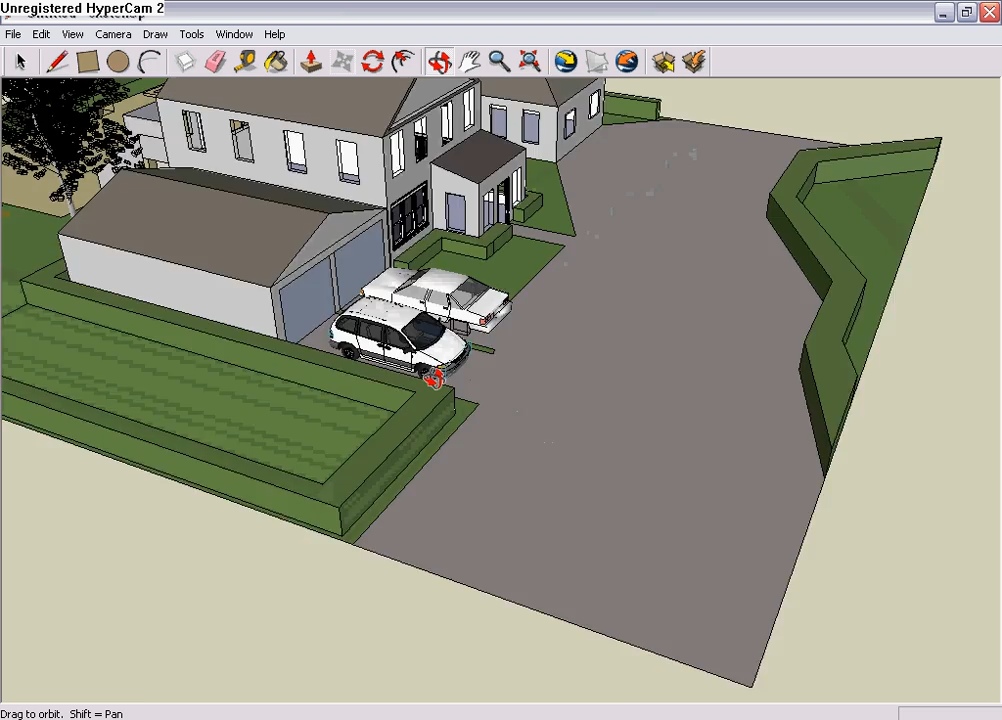 Unregistered HyperCam 2
File Edit View Camera Draw Tools Window Help
Drag to orbit. Shift = Pan